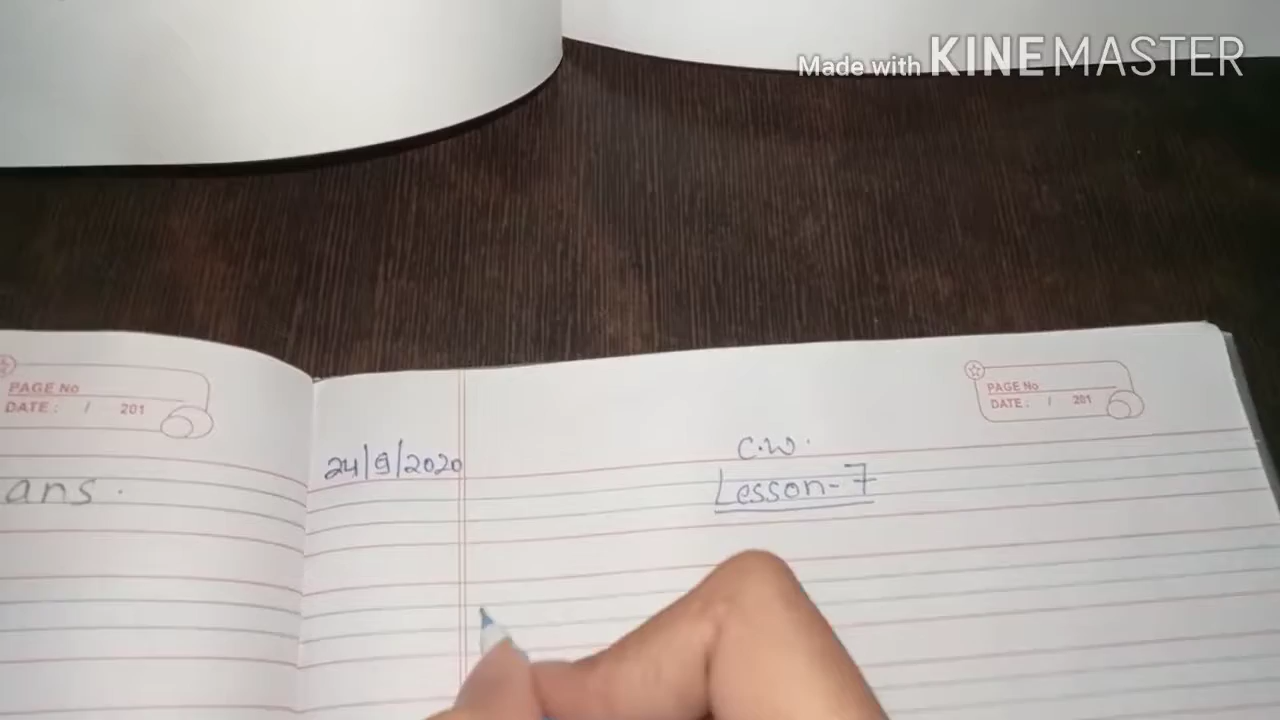 Made with KINEMASTER
PAGE No
DATE : / 201
ans.
PAGE No
DATE : / 201
24/9/2020
C.W.
Lesson-7